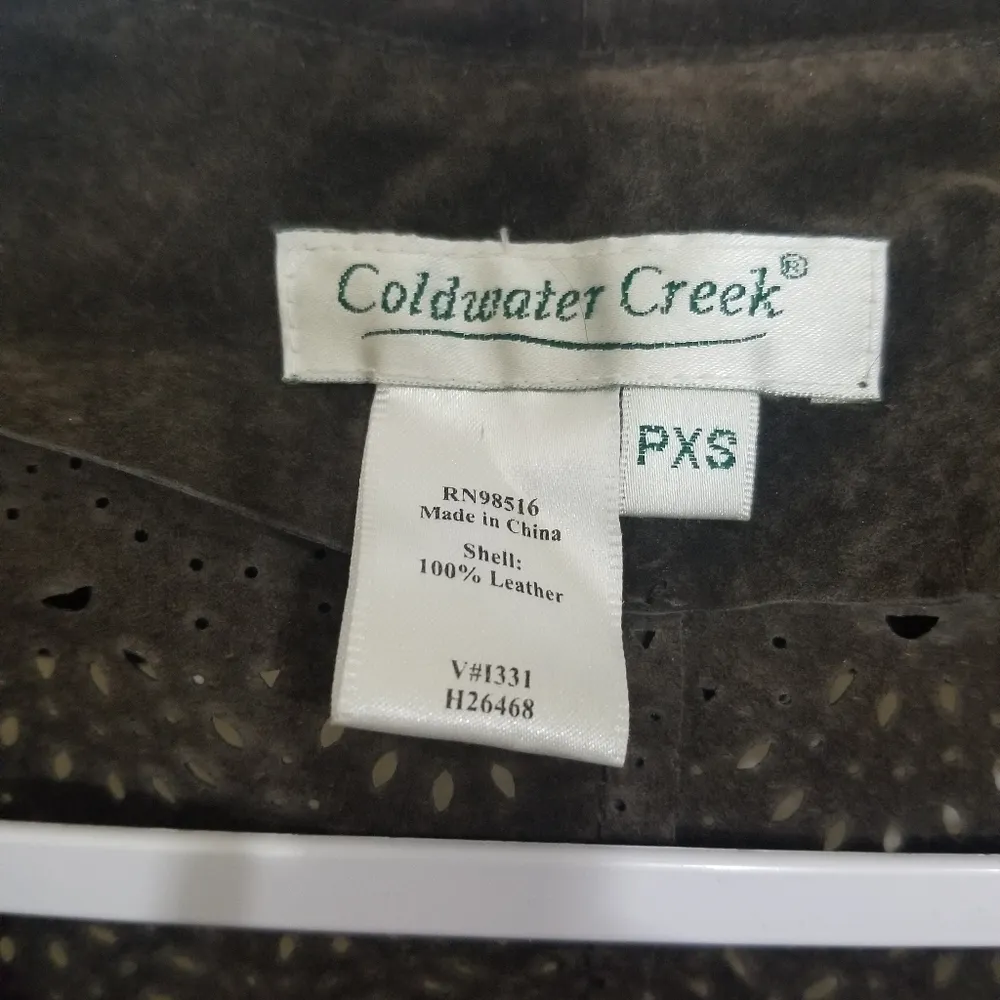 Coldwater Creek®
PXS
RN98516
Made in China
Shell:
100% Leather
V#I331
H26468